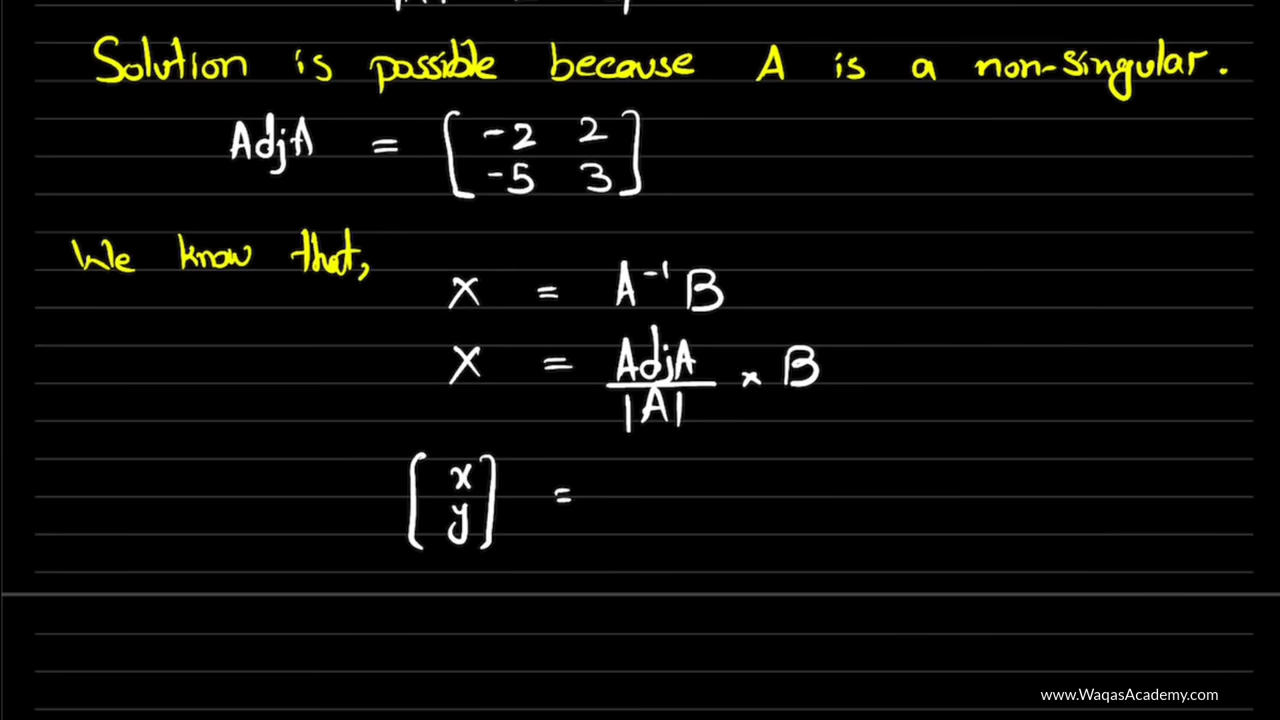 Solution is possible because A is a non-singular.
AdjA = [ -2 2
-5 3 ]
We know that,
X = A⁻¹ B
X = AdjA / |A| × B
[ x
y ] =
www.WaqasAcademy.com